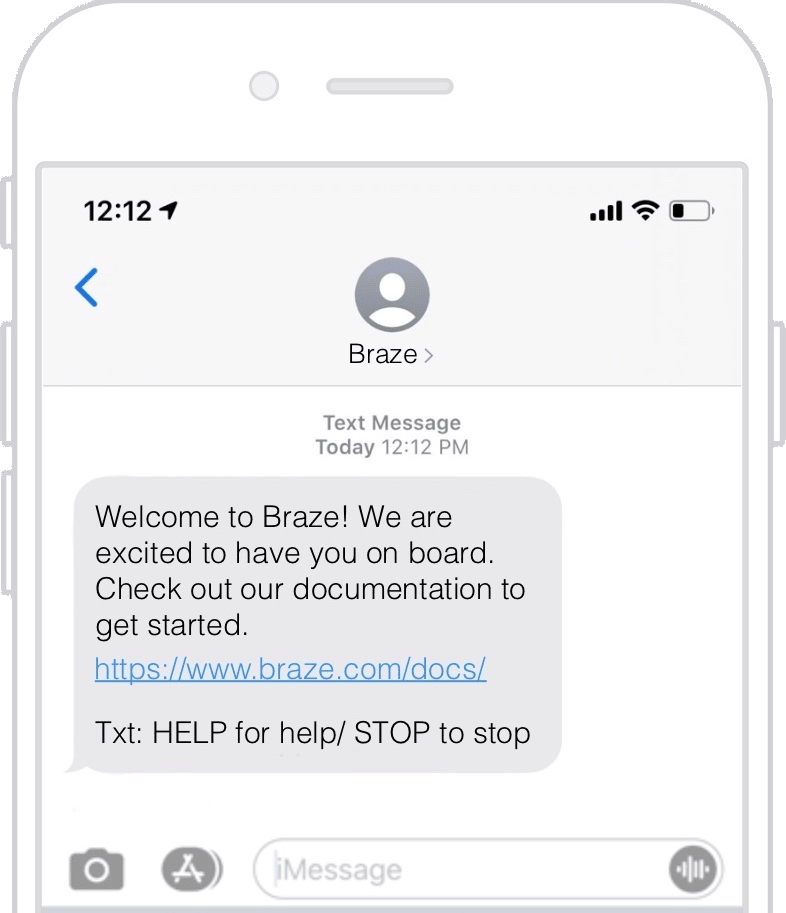 12:12
Braze
Text Message
Today 12:12 PM
Welcome to Braze! We are
excited to have you on board.
Check out our documentation to
get started.
https://www.braze.com/docs/
Txt: HELP for help/ STOP to stop
iMessage